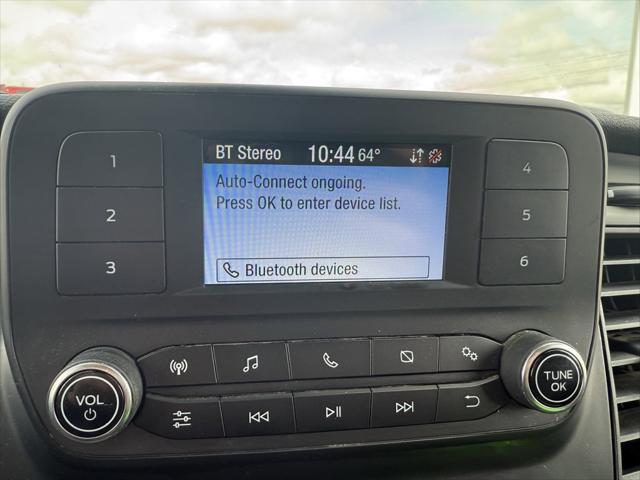 BT Stereo 10:44 64°
Auto-Connect ongoing.
Press OK to enter device list.
Bluetooth devices
1
2
3
4
5
6
VOL
TUNE
OK